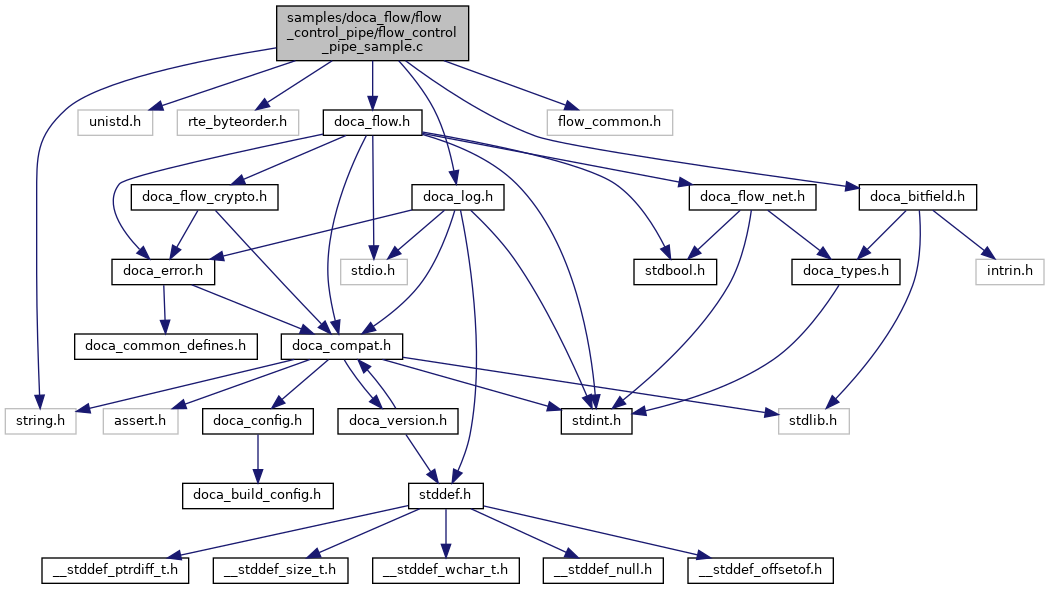 samples/doca_flow/flow
_control_pipe/flow_control
_pipe_sample.c
unistd.h
rte_byteorder.h
doca_flow.h
flow_common.h
doca_flow_crypto.h
doca_log.h
doca_flow_net.h
doca_bitfield.h
doca_error.h
stdio.h
stdbool.h
doca_types.h
intrin.h
doca_common_defines.h
doca_compat.h
string.h
assert.h
doca_config.h
doca_version.h
stdint.h
stdlib.h
doca_build_config.h
stddef.h
__stddef_ptrdiff_t.h
__stddef_size_t.h
__stddef_wchar_t.h
__stddef_null.h
__stddef_offsetof.h